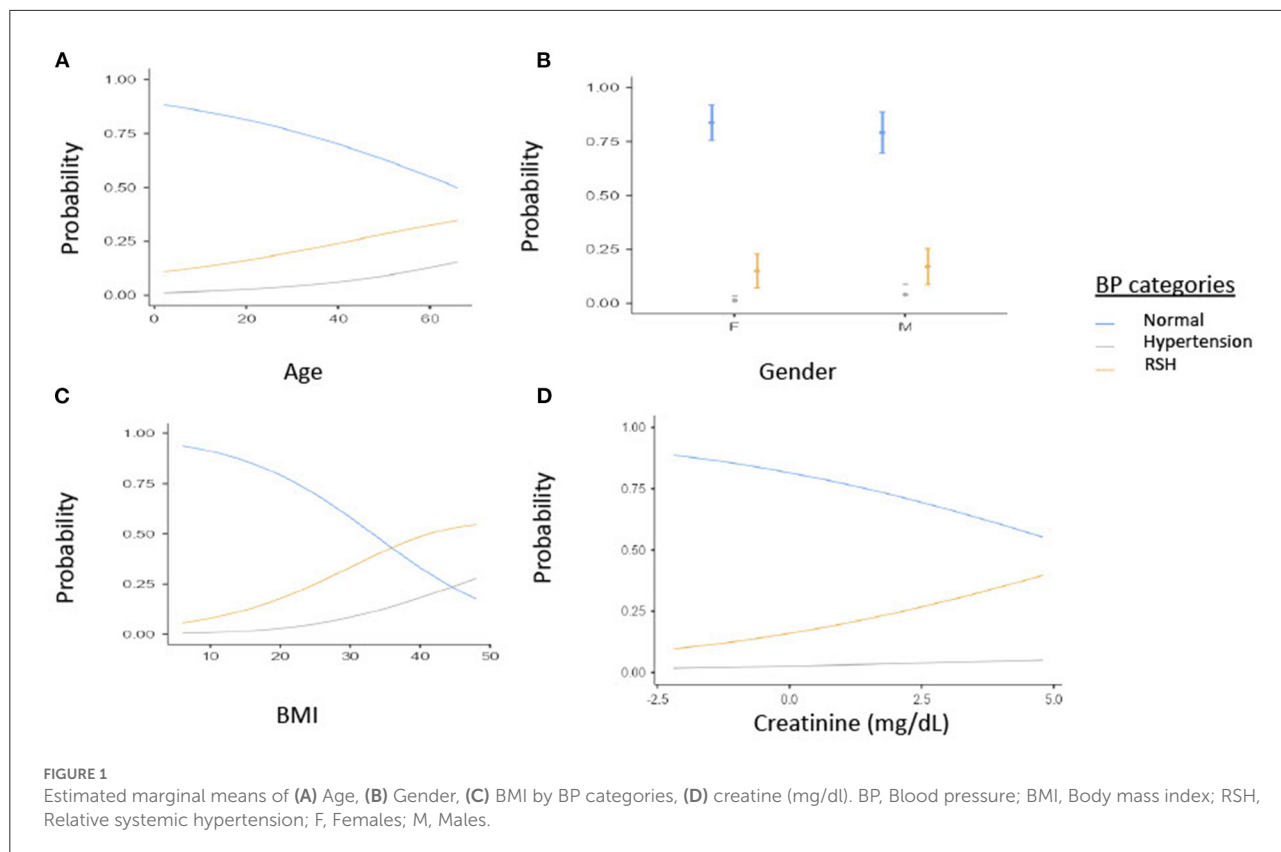 A
1.00
0.75
0.50
0.25
0.00
Probability
0 20 40 60
Age
B
1.00
0.75
0.50
0.25
0.00
Probability
F M
Gender
BP categories
Normal
Hypertension
RSH
C
1.00
0.75
0.50
0.25
0.00
Probability
10 20 30 40 50
BMI
D
1.00
0.75
0.50
0.25
0.00
Probability
-2.5 0.0 2.5 5.0
Creatinine (mg/dL)
FIGURE 1
Estimated marginal means of (A) Age, (B) Gender, (C) BMI by BP categories, (D) creatine (mg/dl). BP, Blood pressure; BMI, Body mass index; RSH,
Relative systemic hypertension; F, Females; M, Males.